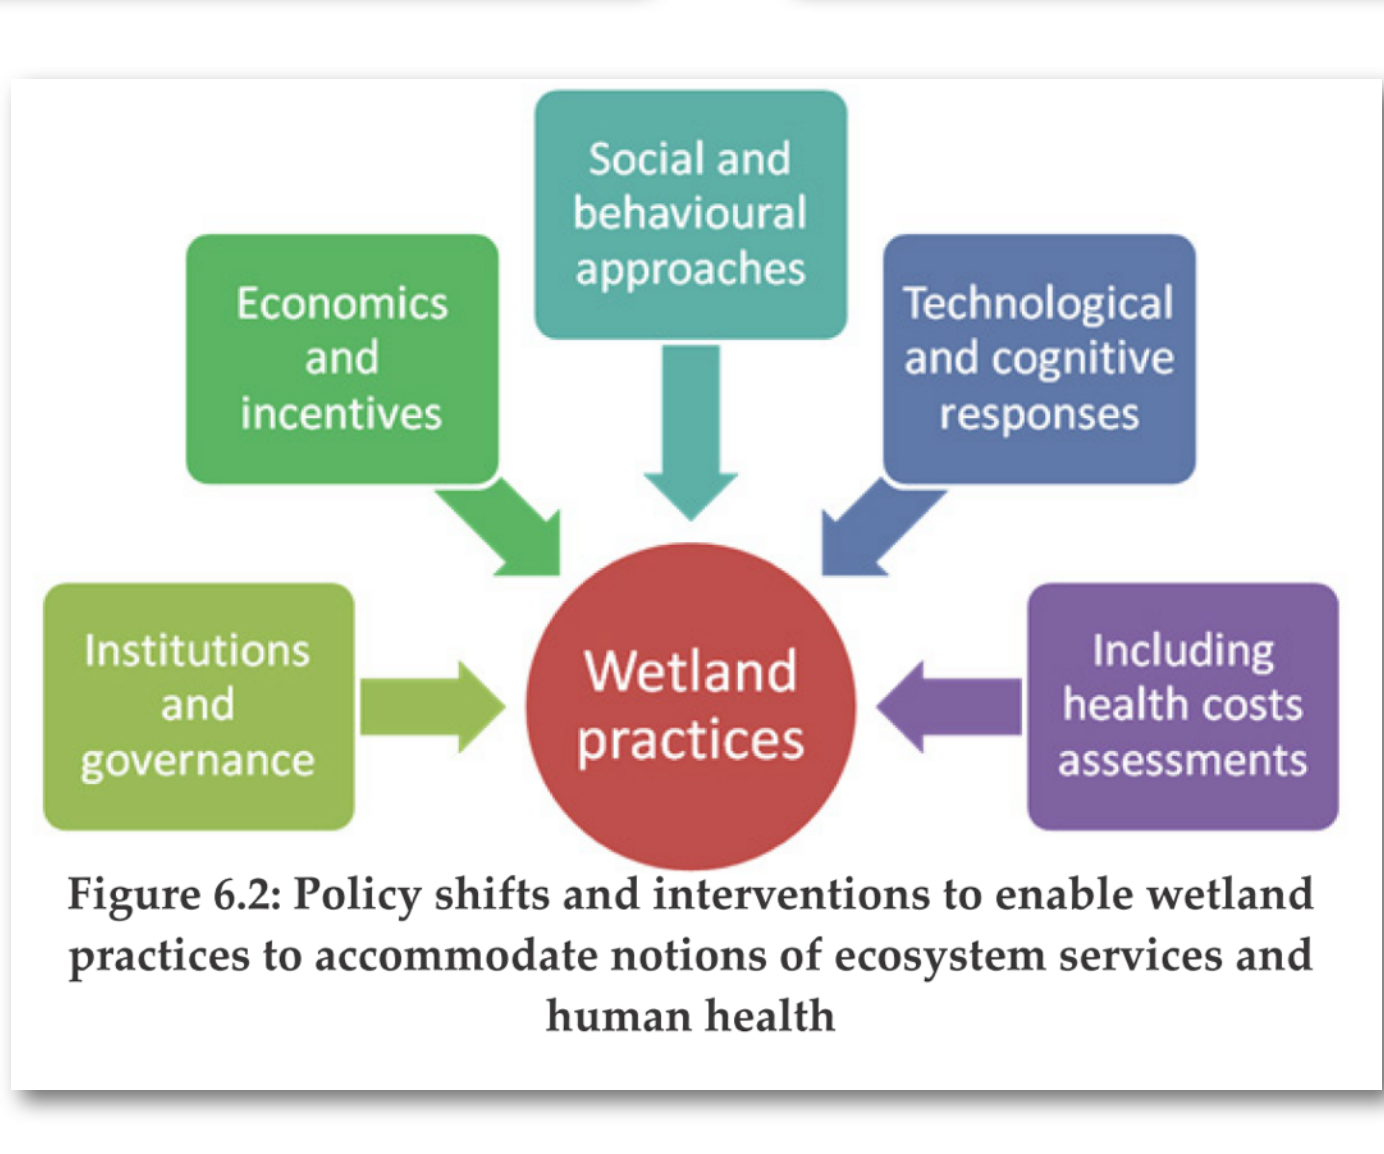 Social and
behavioural
approaches
Economics
and
incentives
Technological
and cognitive
responses
Institutions
and
governance
Wetland
practices
Including
health costs
assessments
Figure 6.2: Policy shifts and interventions to enable wetland
practices to accommodate notions of ecosystem services and
human health